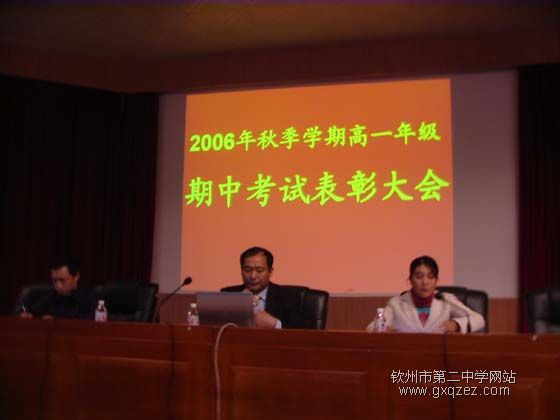 2006年秋季学期高一年级
期中考试表彰大会
钦州市第二中学网站
www.gxqzez.com